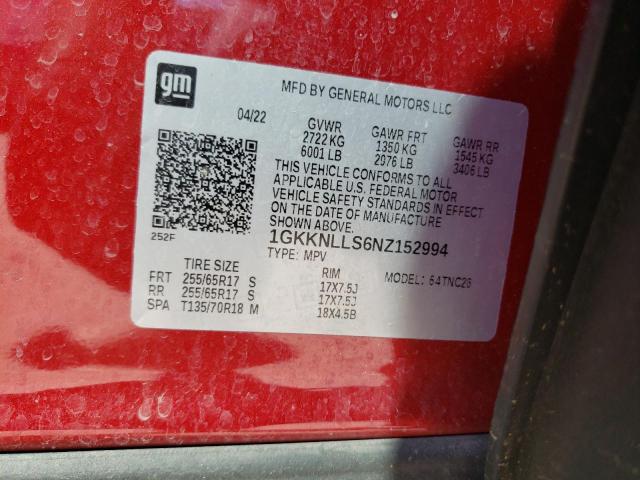 gm
MFD BY GENERAL MOTORS LLC
04/22
GVWR GAWR FRT GAWR RR
2722 KG 1350 KG 1545 KG
6001 LB 2976 LB 3406 LB
THIS VEHICLE CONFORMS TO ALL
APPLICABLE U.S. FEDERAL MOTOR
VEHICLE SAFETY STANDARDS IN EFFECT
ON THE DATE OF MANUFACTURE
SHOWN ABOVE.
252F
1GKKNLLS6NZ152994
TYPE: MPV
TIRE SIZE RIM MODEL: 64TNC26
FRT 255/65R17 S 17X7.5J
RR 255/65R17 S 17X7.5J
SPA T135/70R18 M 18X4.5B